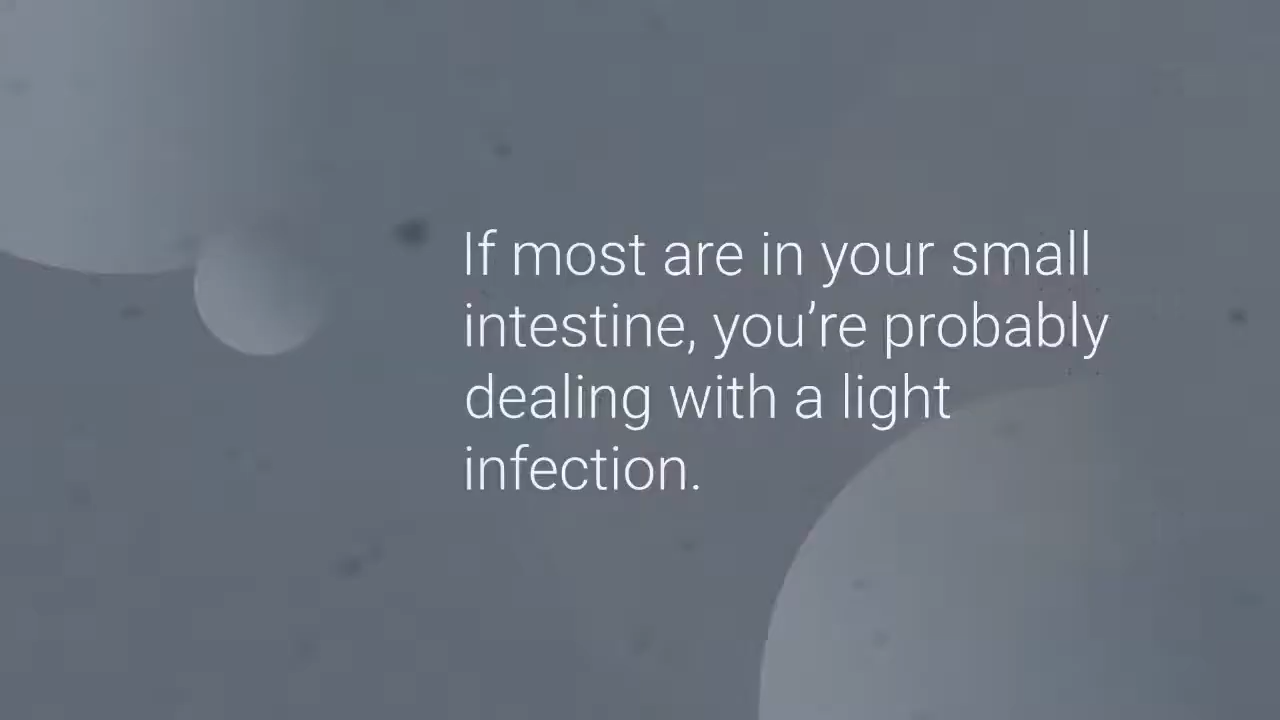 If most are in your small
intestine, you’re probably
dealing with a light
infection.